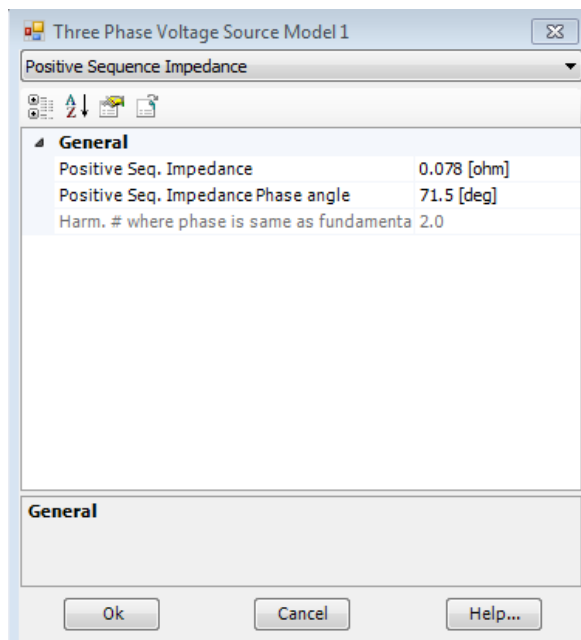 Three Phase Voltage Source Model 1
Positive Sequence Impedance
General
Positive Seq. Impedance 0.078 [ohm]
Positive Seq. Impedance Phase angle 71.5 [deg]
Harm. # where phase is same as fundamenta 2.0
General
Ok Cancel Help...